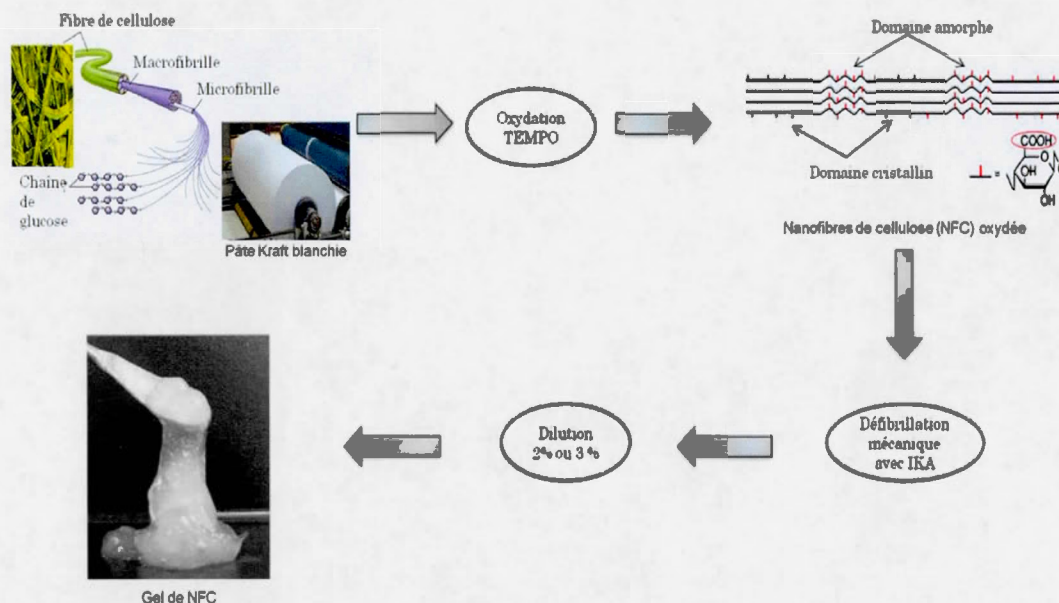 Fibre de cellulose
Macrofibrille
Microfibrille
Chaîne
de
glucose
Pâte Kraft blanchie
Oxydation
TEMPO
Domaine amorphe
Domaine cristallin
COOH
OH
OH
Nanofibres de cellulose (NFC) oxydée
Défibrillation
mécanique
avec IKA
Dilution
2% ou 3 %
Gel de NFC